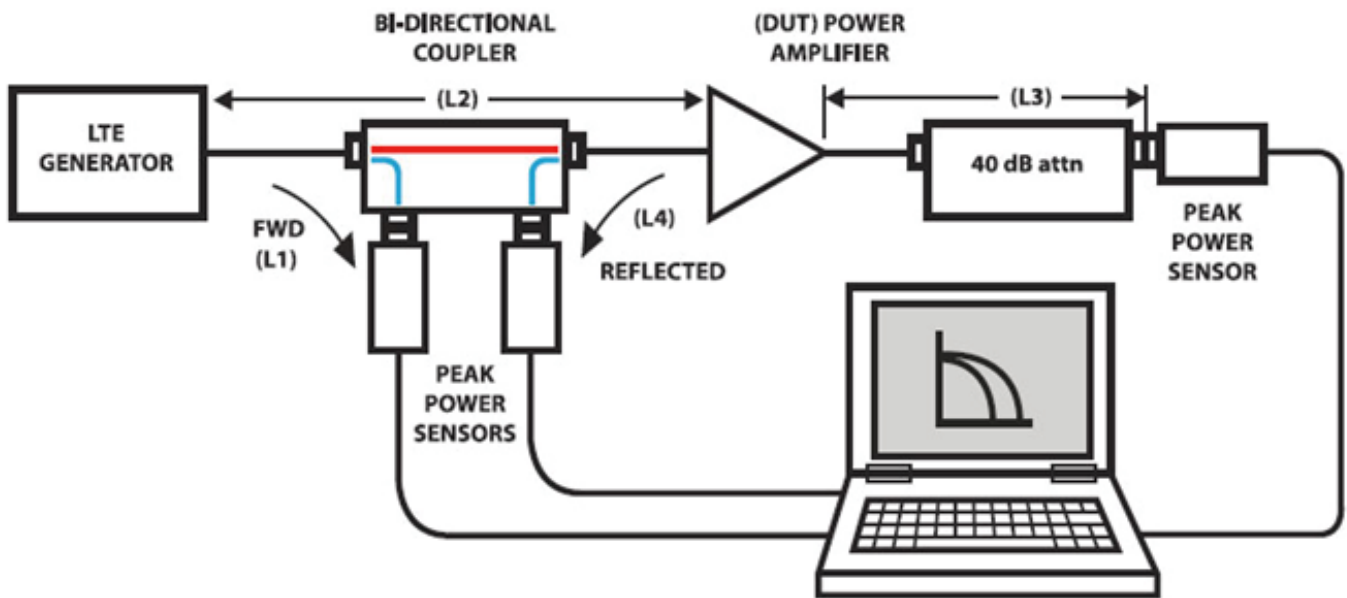 BI-DIRECTIONAL
COUPLER
(DUT) POWER
AMPLIFIER
(L2)
(L3)
LTE
GENERATOR
40 dB attn
FWD
(L1)
(L4)
REFLECTED
PEAK
POWER
SENSOR
PEAK
POWER
SENSORS